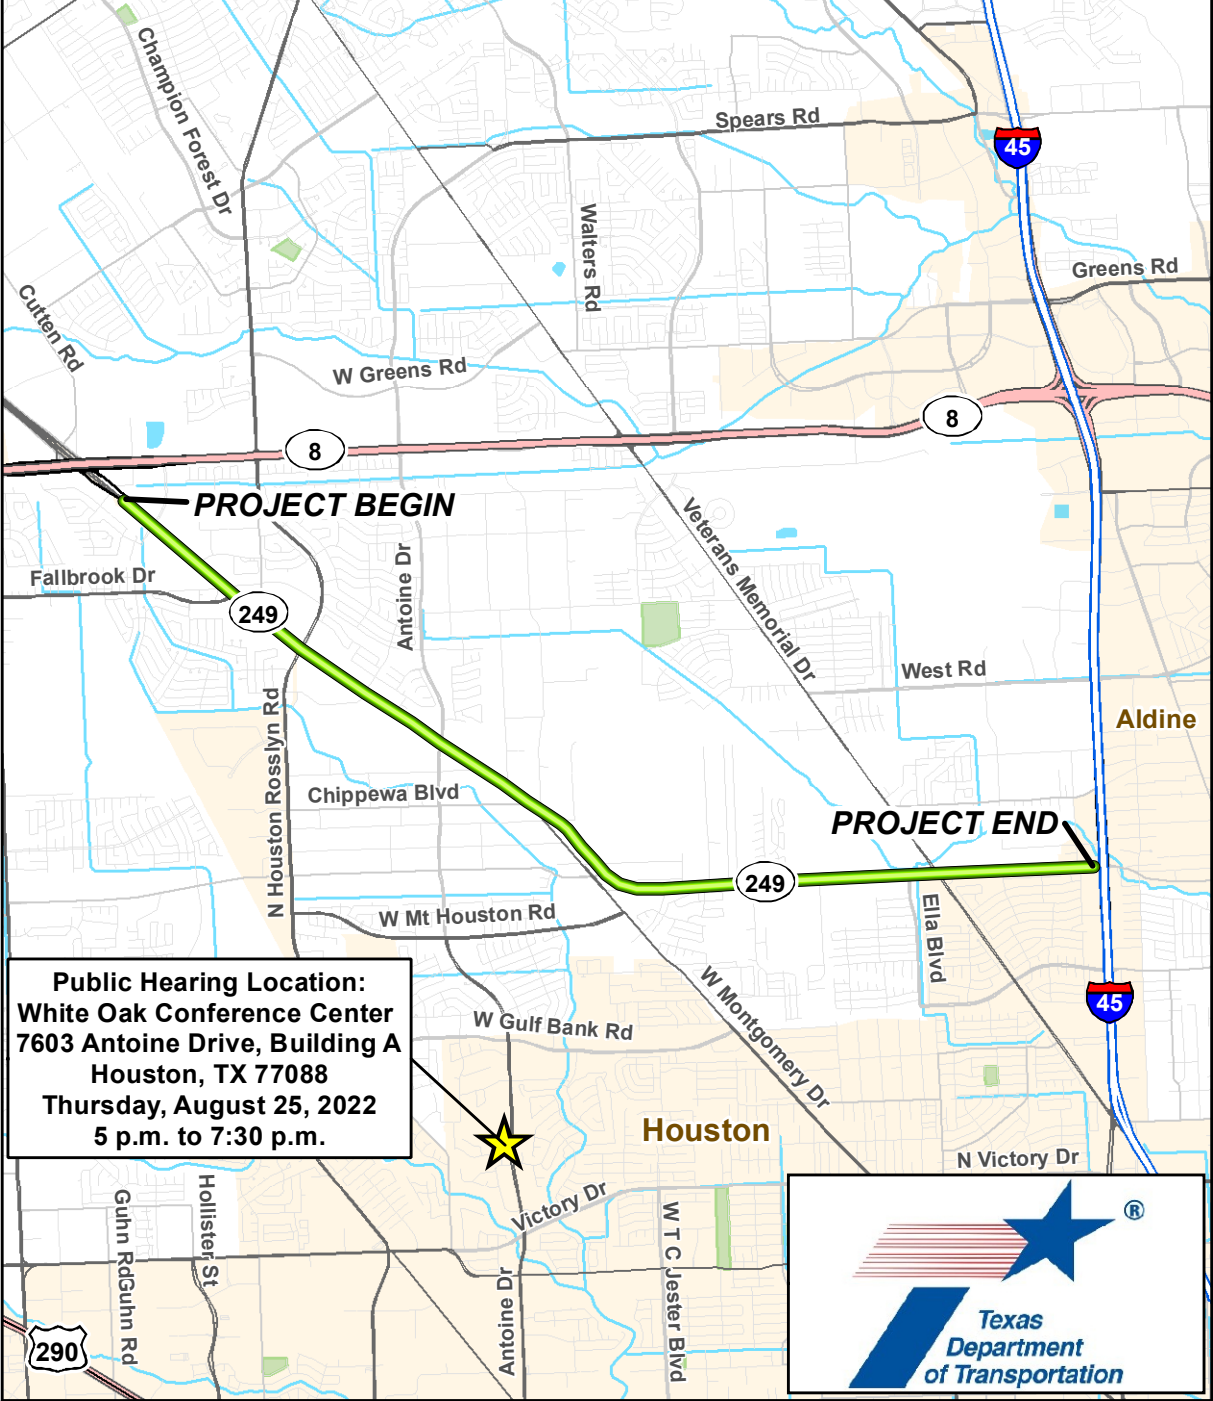 Champion Forest Dr
Spears Rd
45
Walters Rd
Greens Rd
Cutten Rd
W Greens Rd
8
8
PROJECT BEGIN
Veterans Memorial Dr
Antoine Dr
Fallbrook Dr
249
West Rd
Aldine
N Houston Rosslyn Rd
Chippewa Blvd
PROJECT END
249
W Mt Houston Rd
Ella Blvd
W Montgomery Dr
45
W Gulf Bank Rd
Public Hearing Location:
White Oak Conference Center
7603 Antoine Drive, Building A
Houston, TX 77088
Thursday, August 25, 2022
5 p.m. to 7:30 p.m.
Houston
N Victory Dr
Victory Dr
Guhn RdGuhn Rd
Hollister St
W T C Jester Blvd
Antoine Dr
290
®
Texas
Department
of Transportation